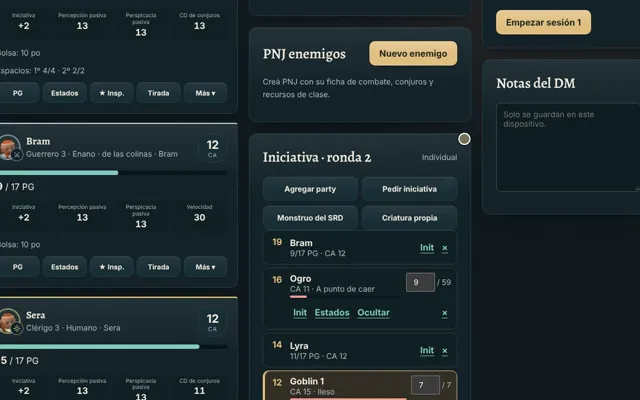 Iniciativa
+2
Percepción pasiva
13
Perspicacia pasiva
13
CD de conjuros
13
Bolsa: 10 po
Espacios: 1º 4/4 · 2º 2/2
PG
Estados
★ Insp.
Tirada
Más ▾
Bram
Guerrero 3 · Enano · de las colinas · Bram
12
CA
/ 17 PG
Iniciativa
+2
Percepción pasiva
13
Perspicacia pasiva
13
Velocidad
30
Bolsa: 10 po
PG
Estados
★ Insp.
Tirada
Más ▾
Sera
Clérigo 3 · Humano · Sera
12
CA
5 / 17 PG
Iniciativa
+2
Percepción pasiva
13
Perspicacia pasiva
13
CD de conjuros
11
PNJ enemigos
Nuevo enemigo
Creá PNJ con su ficha de combate, conjuros y
recursos de clase.
Iniciativa · ronda 2
Individual
Agregar party
Pedir iniciativa
Monstruo del SRD
Criatura propia
19
Bram
9/17 PG · CA 12
Init
×
16
Ogro
CA 11 · A punto de caer
9
/ 59
Init
Estados
Ocultar
×
14
Lyra
11/17 PG · CA 12
Init
×
12
Goblin 1
CA 15 · Ileso
7
/ 7
Empezar sesión 1
Notas del DM
Solo se guardan en este
dispositivo.